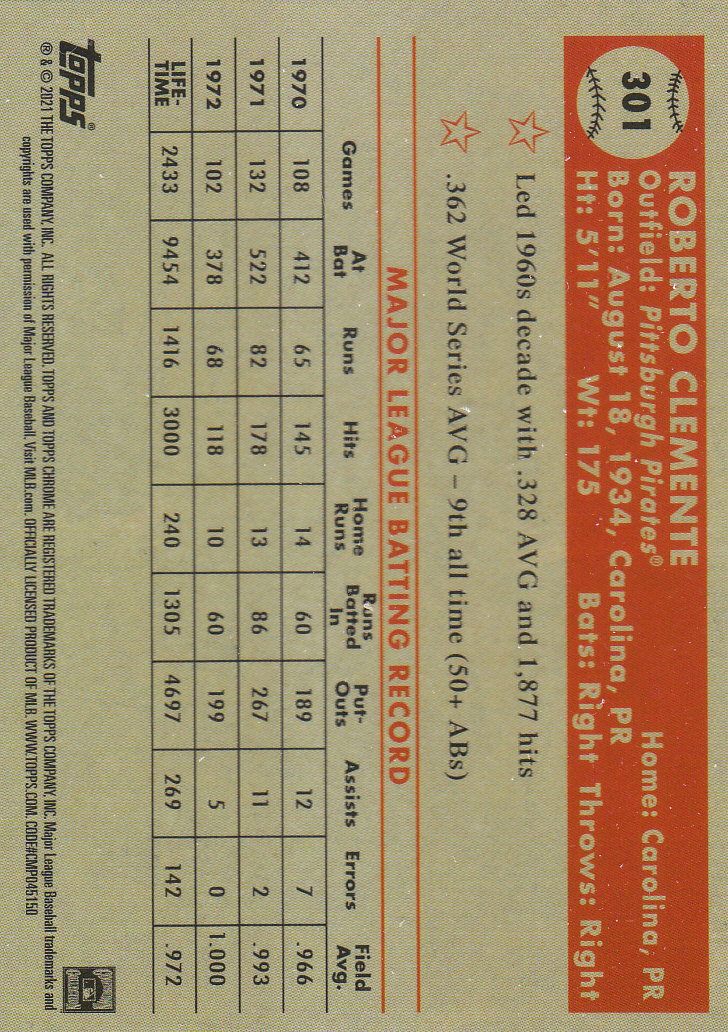 301
ROBERTO CLEMENTE
Outfield: Pittsburgh Pirates® Home: Carolina, PR
Born: August 18, 1934, Carolina, PR
Ht: 5'11" Wt: 175 Bats: Right Throws: Right
Led 1960s decade with .328 AVG and 1,877 hits
.362 World Series AVG – 9th all time (50+ ABs)
MAJOR LEAGUE BATTING RECORD
Games At Bat Runs Hits Home Runs Runs Batted In Put-Outs Assists Errors Field Avg.
1970 108 412 65 145 14 60 189 12 7 .966
1971 132 522 82 178 13 86 267 11 2 .993
1972 102 378 68 118 10 60 199 5 0 1.000
LIFE-TIME 2433 9454 1416 3000 240 1305 4697 269 142 .972
topps®
® & © 2021 THE TOPPS COMPANY, INC. ALL RIGHTS RESERVED. TOPPS AND TOPPS CHROME ARE REGISTERED TRADEMARKS OF THE TOPPS COMPANY, INC. Major League Baseball trademarks and
copyrights are used with permission of Major League Baseball. Visit MLB.com. OFFICIALLY LICENSED PRODUCT OF MLB. WWW.TOPPS.COM. CODE#CMP045150